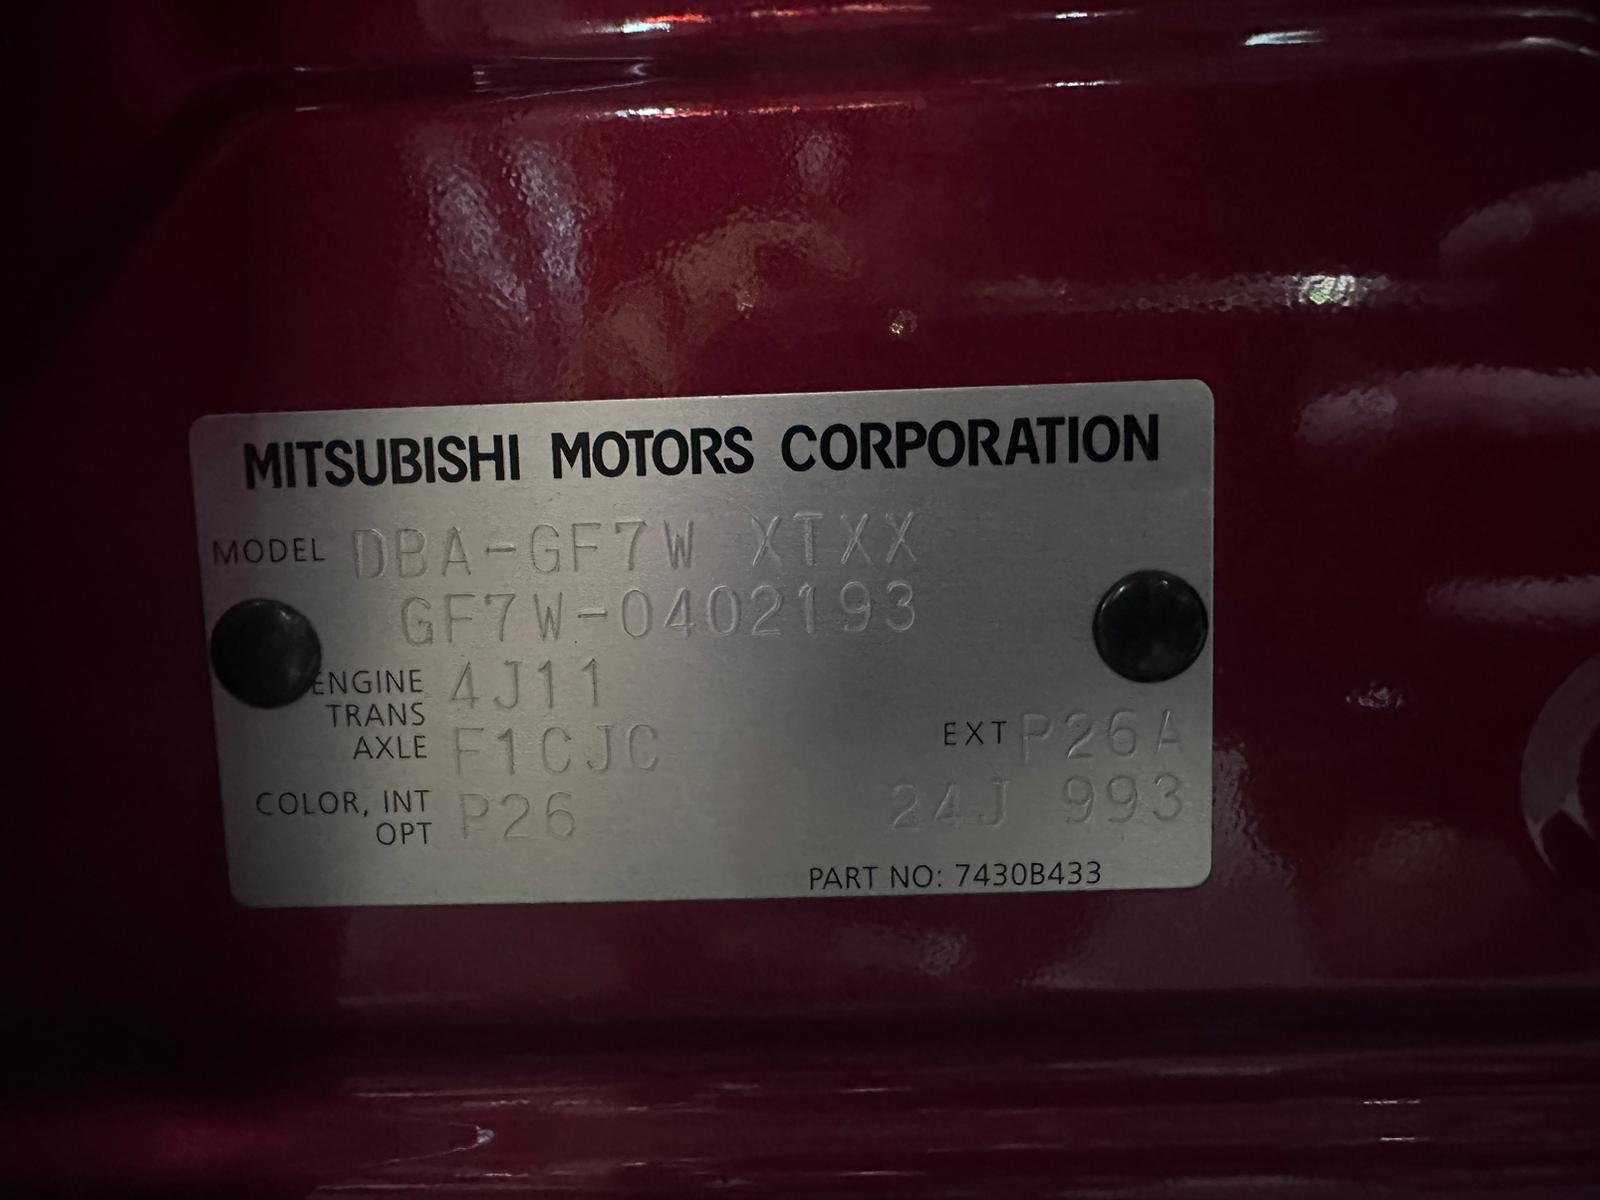 MITSUBISHI MOTORS CORPORATION
MODEL DBA-GF7W XTXX
GF7W-0402193
ENGINE 4J11
TRANS
AXLE F1CJC
EXT P26A
COLOR, INT P26
OPT
24J 993
PART NO: 7430B433